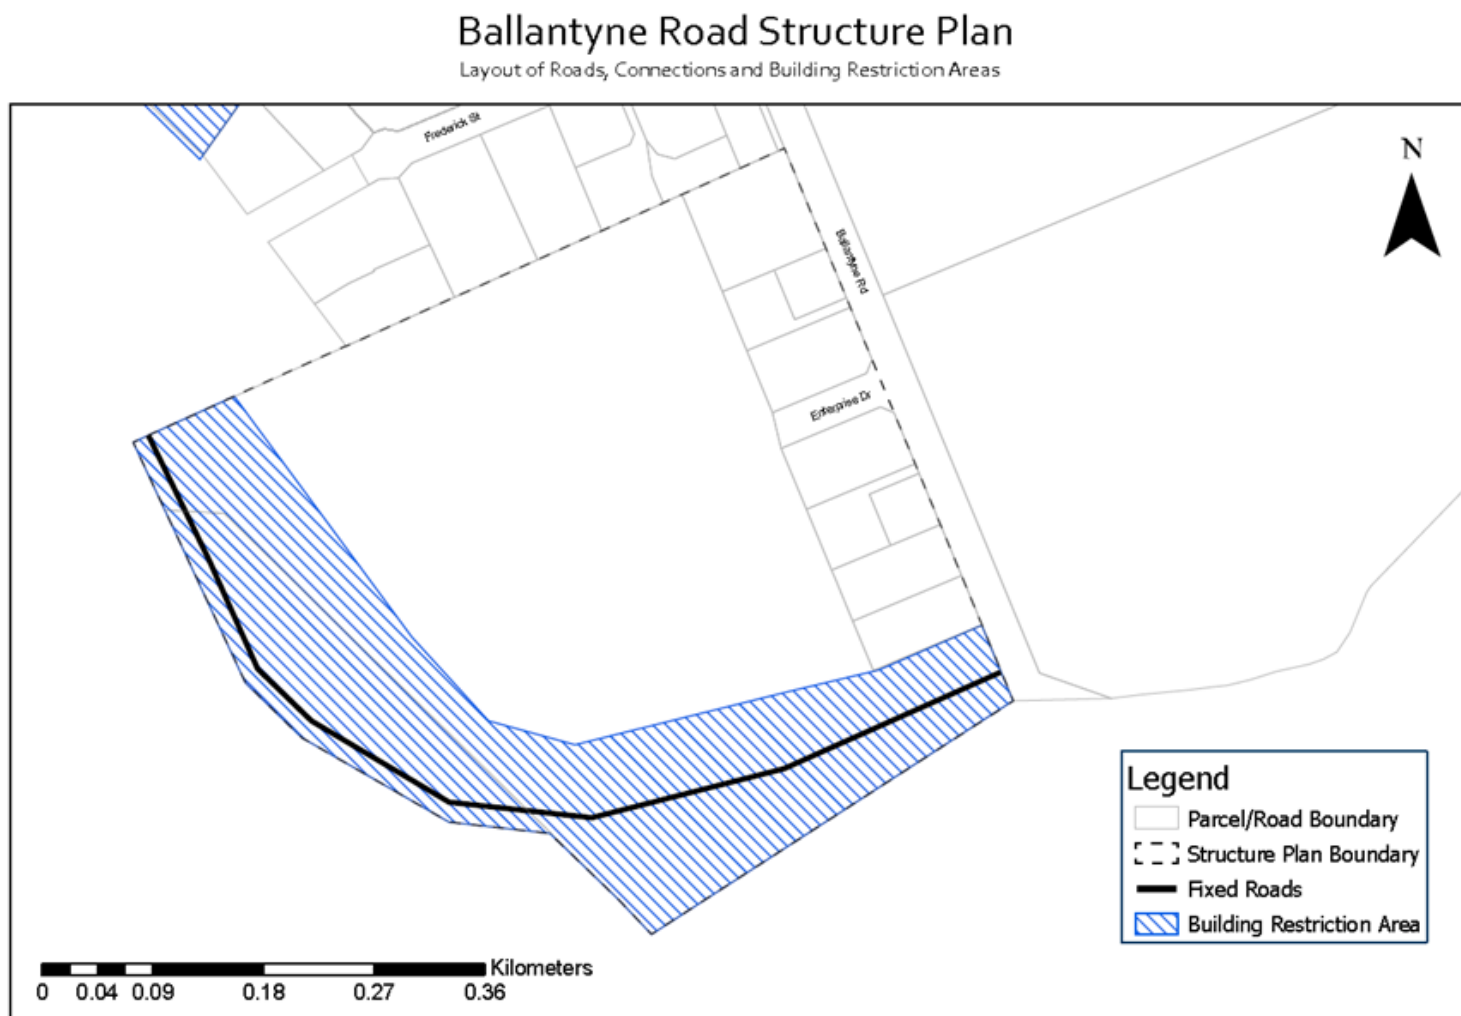 Ballantyne Road Structure Plan
Layout of Roads, Connections and Building Restriction Areas
Frederick St
N
Ballantyne Rd
Enterprise Dr
Legend
Parcel/Road Boundary
Structure Plan Boundary
Fixed Roads
Building Restriction Area
Kilometers
0 0.04 0.09 0.18 0.27 0.36